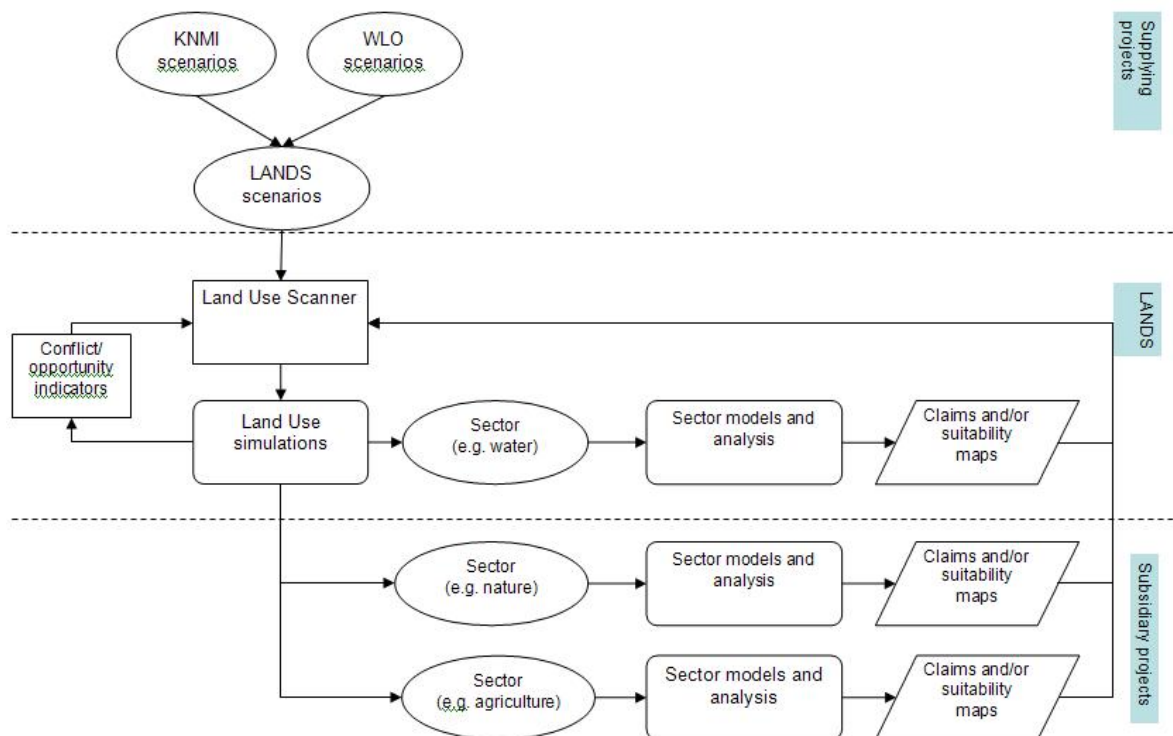 KNMI
scenarios
WLO
scenarios
Supplying
projects
LANDS
scenarios
Land Use Scanner
LANDS
Conflict/
opportunity
indicators
Land Use
simulations
Sector
(e.g. water)
Sector models and
analysis
Claims and/or
suitability
maps
Sector
(e.g. nature)
Sector models and
analysis
Claims and/or
suitability
maps
Subsidiary projects
Sector
(e.g. agriculture)
Sector models and
analysis
Claims and/or
suitability
maps